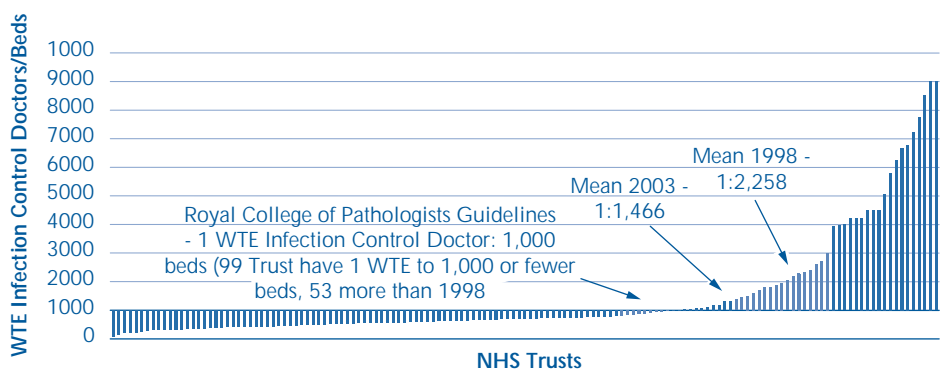 WTE Infection Control Doctors/Beds
1000
9000
8000
7000
6000
5000
4000
3000
2000
1000
0
Mean 1998 -
1:2,258
Mean 2003 -
1:1,466
Royal College of Pathologists Guidelines
- 1 WTE Infection Control Doctor: 1,000
beds (99 Trust have 1 WTE to 1,000 or fewer
beds, 53 more than 1998
NHS Trusts